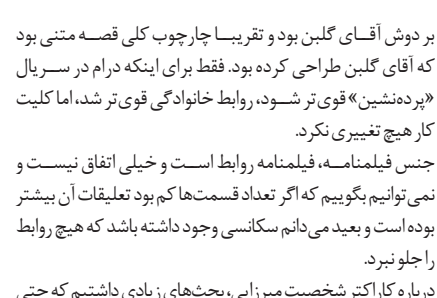 بر دوش آقای گلبن بود و تقریبا چارچوب کلی قصه متنی بود
که آقای گلبن طراحی کرده بود. فقط برای اینکه درام در سریال
«پرده‌نشین» قوی‌تر شود، روابط خانوادگی قوی‌تر شد، اما کلیت
کار هیچ تغییری نکرد.
جنس فیلمنامه، فیلمنامه روابط است و خیلی اتفاق نیست و
نمی‌توانیم بگوییم که اگر تعداد قسمت‌ها کم بود تعلیقات آن بیشتر
بوده است و بعید می‌دانم سکانسی وجود داشته باشد که هیچ روابط
را جلو نبرد.
درباره کاراکتر شخصیت میرزایی، بحث‌های زیادی داشتیم که حتی